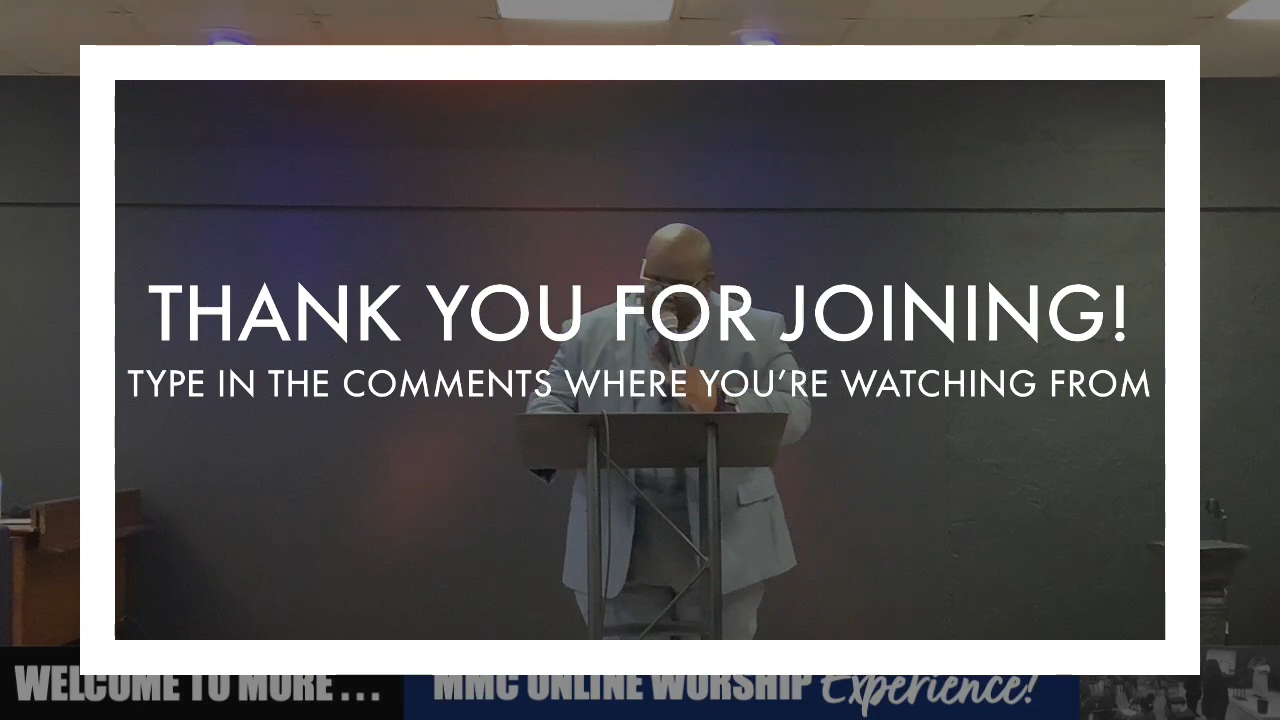 THANK YOU FOR JOINING!
TYPE IN THE COMMENTS WHERE YOU’RE WATCHING FROM
WELCOME TO MORE . . .
MMC ONLINE WORSHIP Experience!